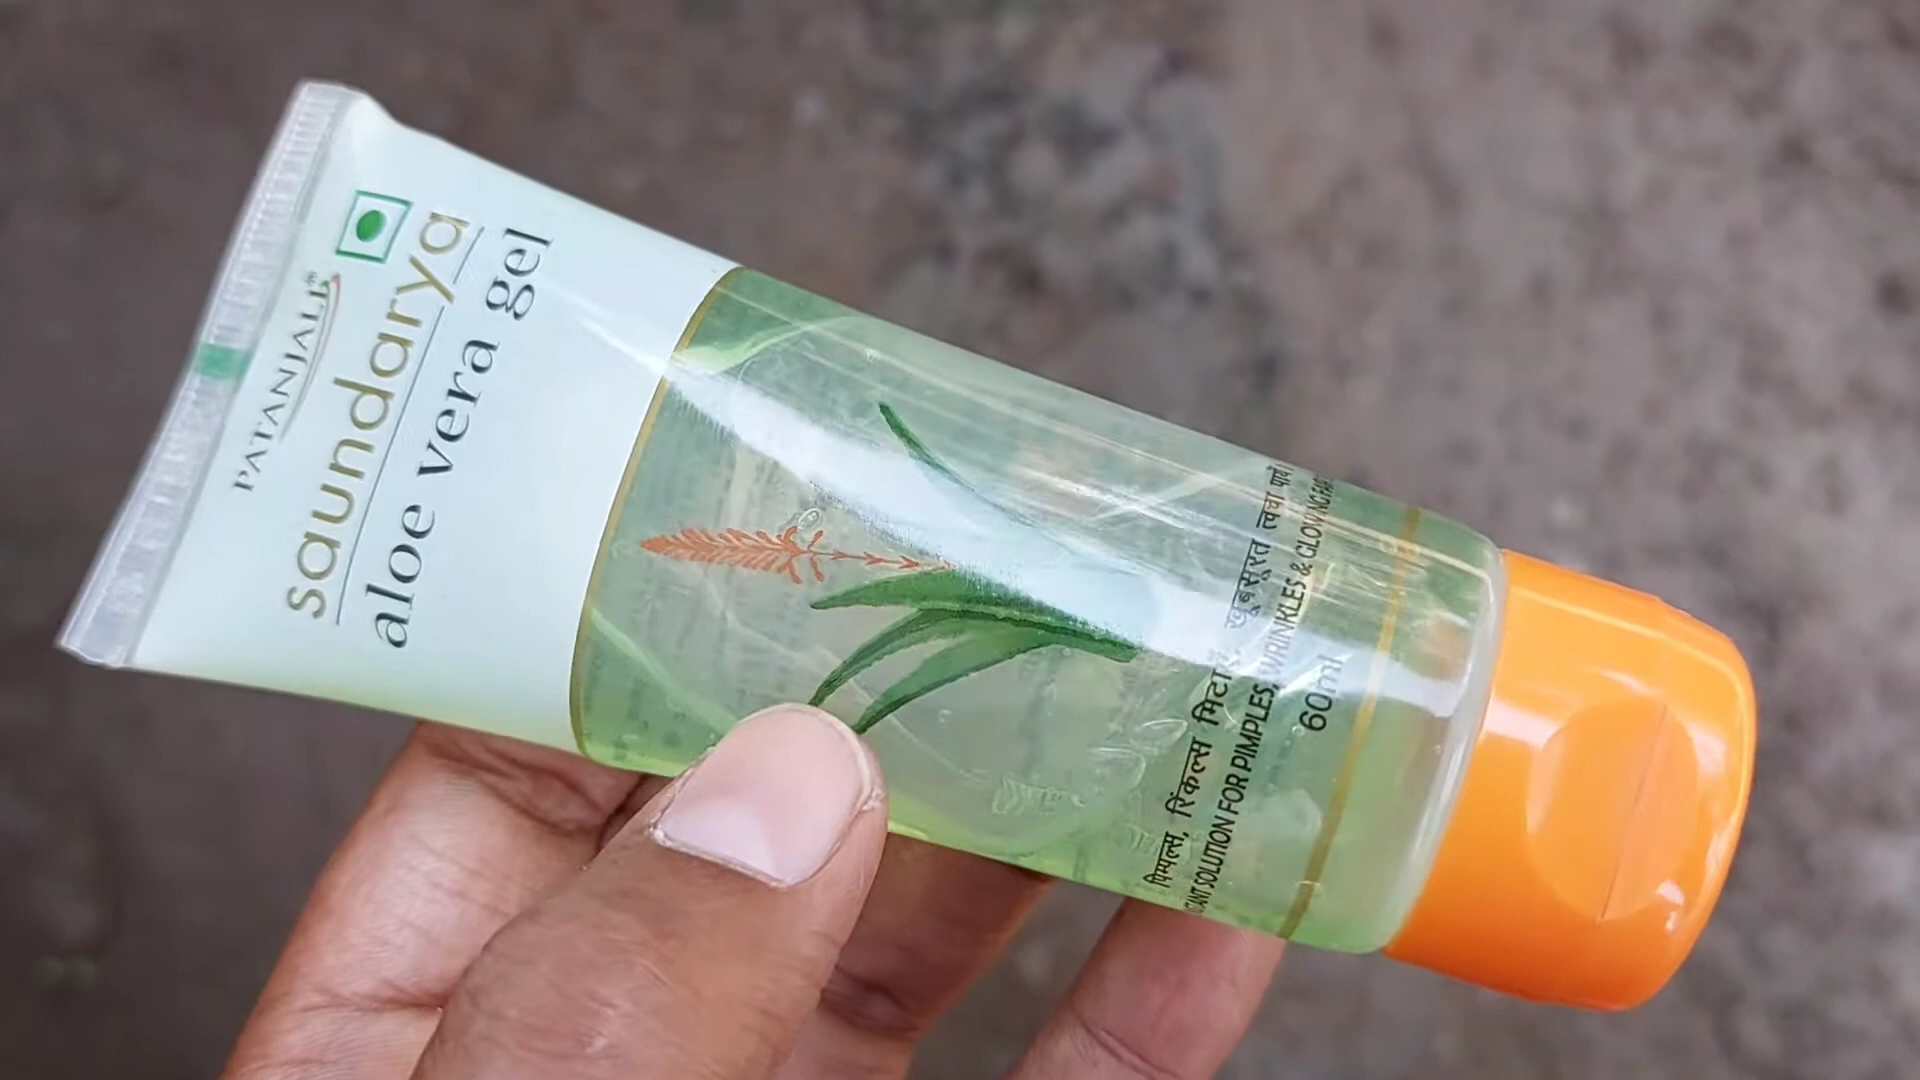 PATANJALI®
saundarya
aloe vera gel
पिम्पल्स, रिंकल्स मिटायें, खूबसूरत त्वचा पायें
SOLUTION FOR PIMPLES, WRINKLES & GLOWING
60ml